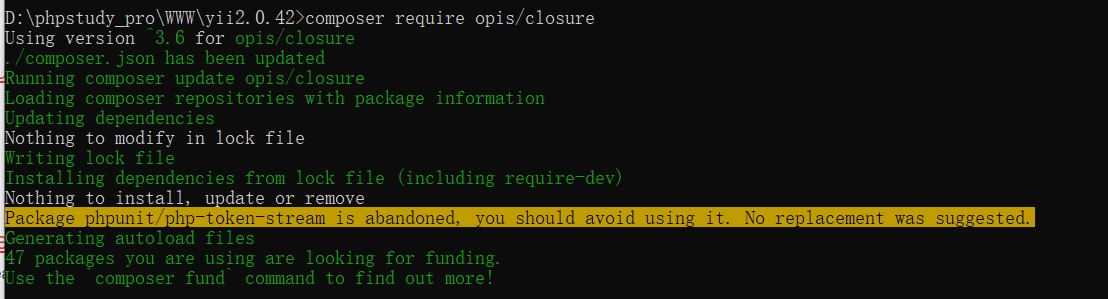 D:\phpstudy_pro\WWW\yii2.0.42>composer require opis/closure
Using version ^3.6 for opis/closure
./composer.json has been updated
Running composer update opis/closure
Loading composer repositories with package information
Updating dependencies
Nothing to modify in lock file
Writing lock file
Installing dependencies from lock file (including require-dev)
Nothing to install, update or remove
Package phpunit/php-token-stream is abandoned, you should avoid using it. No replacement was suggested.
Generating autoload files
47 packages you are using are looking for funding.
Use the `composer fund` command to find out more!